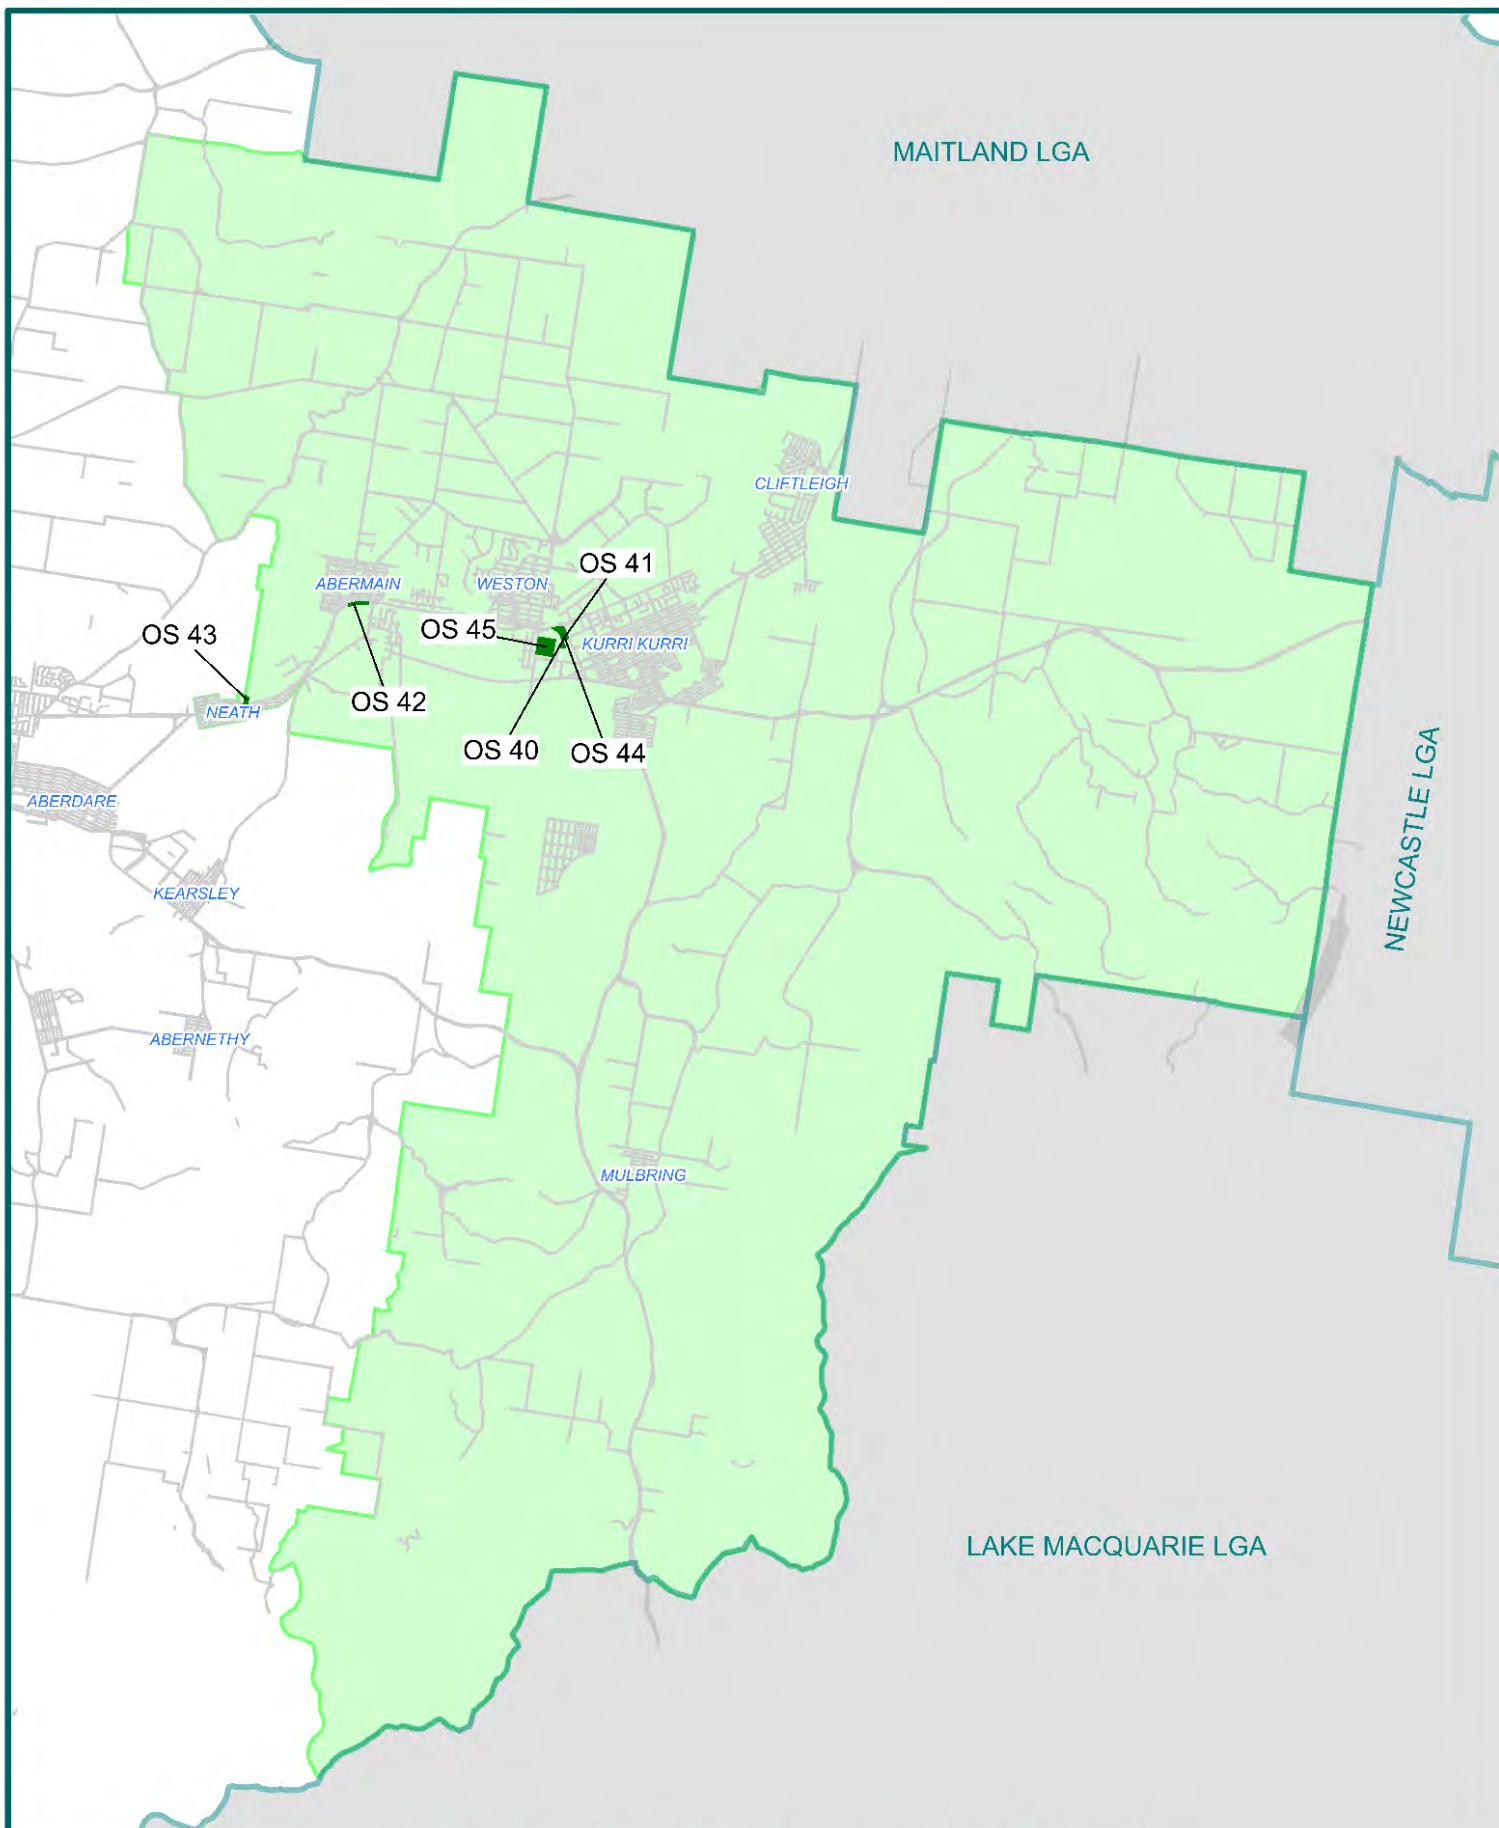 MAITLAND LGA
CLIFTLEIGH
OS 41
ABERMAIN
WESTON
OS 45
OS 43
KURRI KURRI
OS 42
NEATH
OS 40
OS 44
ABERDARE
NEWCASTLE LGA
KEARSLEY
ABERNETHY
MULBRING
LAKE MACQUARIE LGA